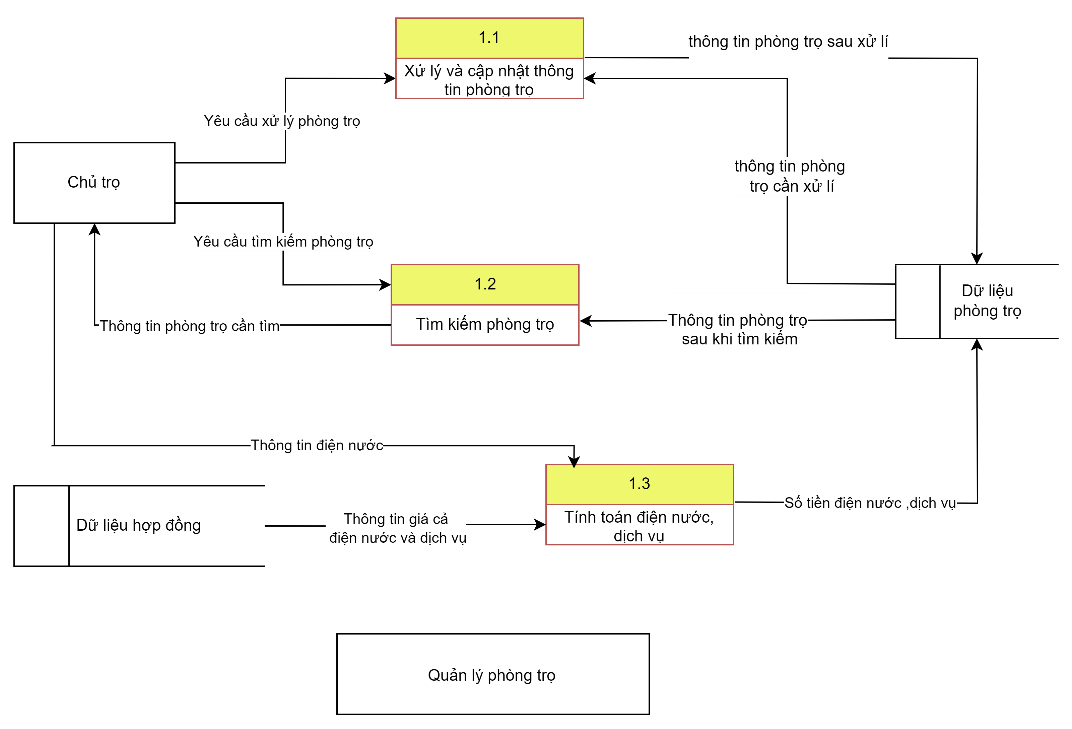 1.1
Xử lý và cập nhật thông
tin phòng trọ
thông tin phòng trọ sau xử lí
Yêu cầu xử lý phòng trọ
Chủ trọ
thông tin phòng
trọ cần xử lí
Yêu cầu tìm kiếm phòng trọ
1.2
Tìm kiếm phòng trọ
Thông tin phòng trọ cần tìm
Thông tin phòng trọ
sau khi tìm kiếm
Dữ liệu
phòng trọ
Thông tin điện nước
1.3
Tính toán điện nước,
dịch vụ
Số tiền điện nước ,dịch vụ
Dữ liệu hợp đồng
Thông tin giá cả
điện nước và dịch vụ
Quản lý phòng trọ